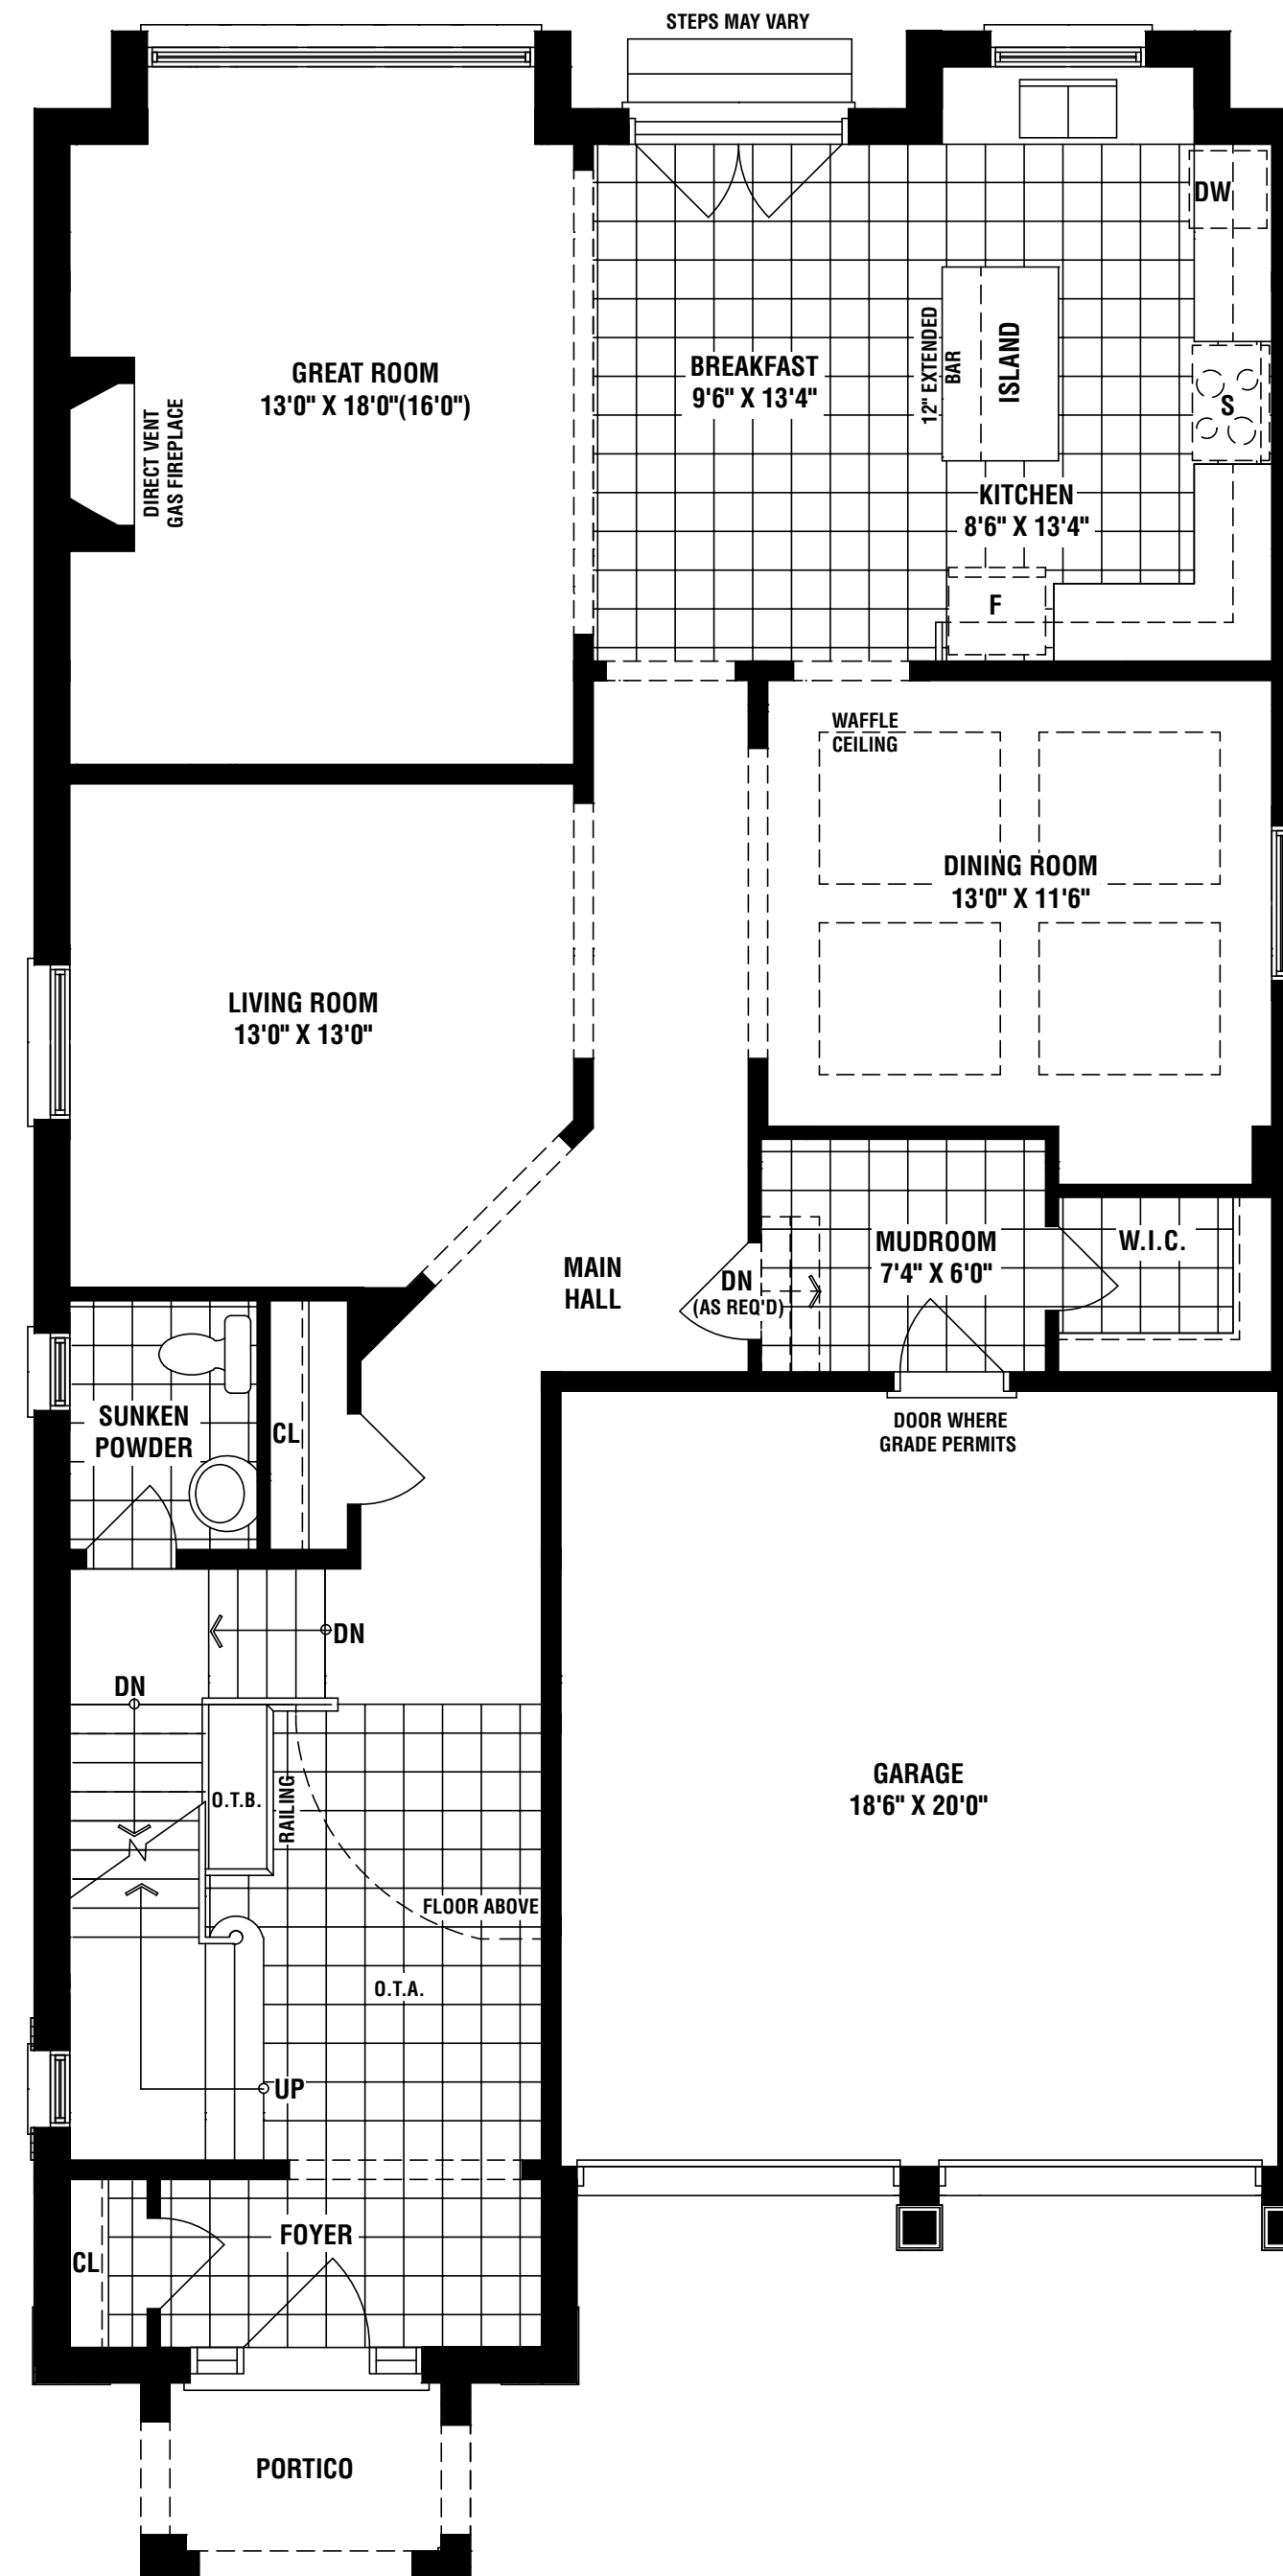 STEPS MAY VARY
DW
GREAT ROOM
13'0" X 18'0"(16'0")
DIRECT VENT
GAS FIREPLACE
BREAKFAST
9'6" X 13'4"
12" EXTENDED
BAR
ISLAND
S
KITCHEN
8'6" X 13'4"
F
WAFFLE
CEILING
DINING ROOM
13'0" X 11'6"
LIVING ROOM
13'0" X 13'0"
MAIN
HALL
DN
(AS REQ'D)
MUDROOM
7'4" X 6'0"
W.I.C.
SUNKEN
POWDER
CL
DOOR WHERE
GRADE PERMITS
DN
DN
O.T.B.
RAILING
GARAGE
18'6" X 20'0"
FLOOR ABOVE
O.T.A.
UP
FOYER
CL
PORTICO